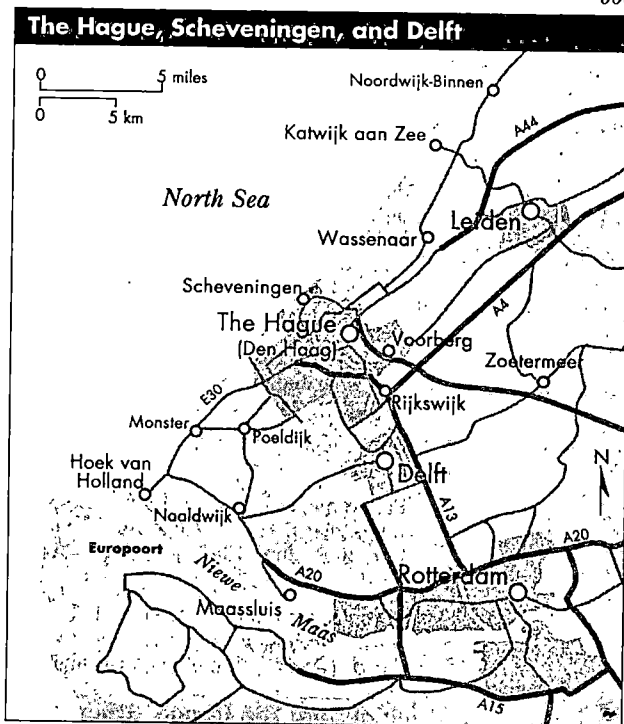 The Hague, Scheveningen, and Delft
0 5 miles
0 5 km
Noordwijk-Binnen
Katwijk aan Zee
A44
North Sea
Leiden
Wassenaar
Scheveningen
A4
The Hague
(Den Haag)
Voorberg
Zoetermeer
E30
Rijkswijk
Monster
Poeldijk
Hoek van
Holland
Delft
N
Naaldwijk
A13
Europoort
A20
A20
Niewe
Maas
Rotterdam
Maassluis
A15